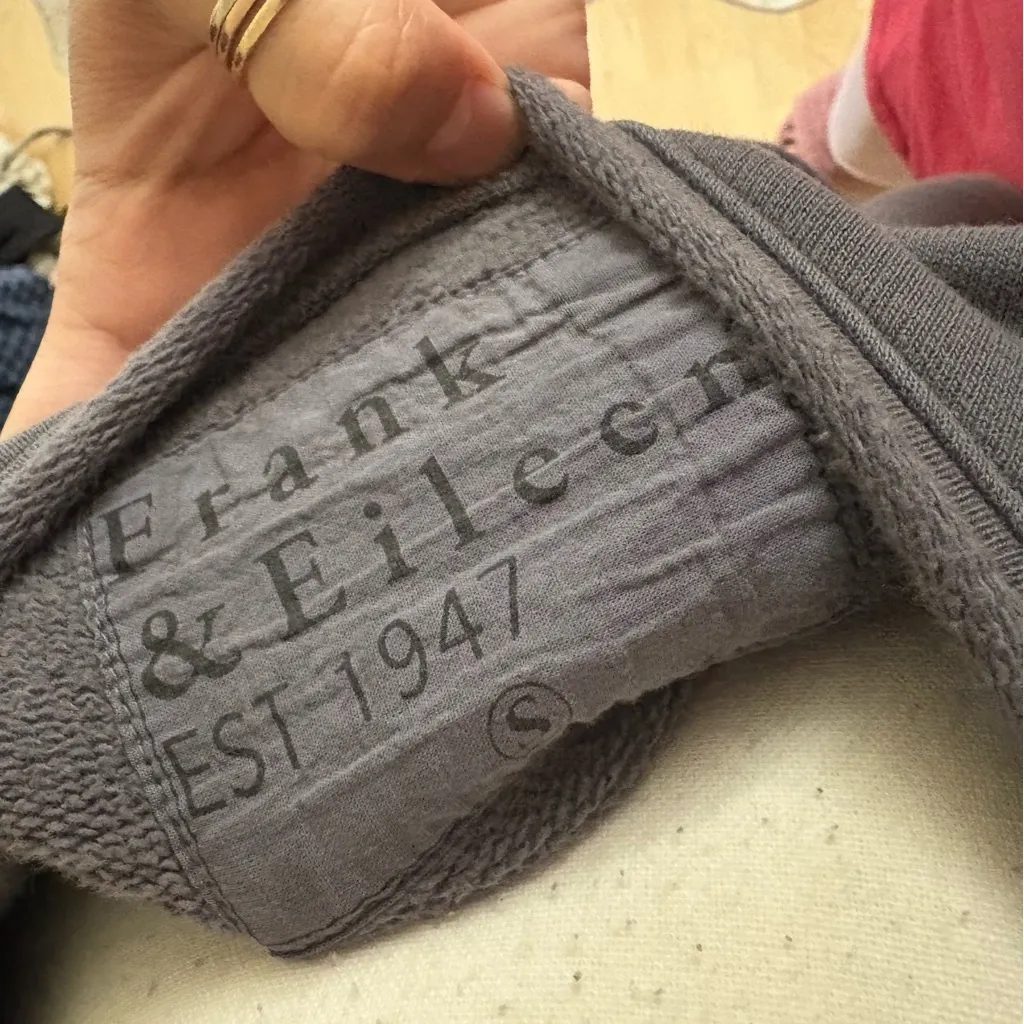 Frank
& Eileen
EST 1947
S